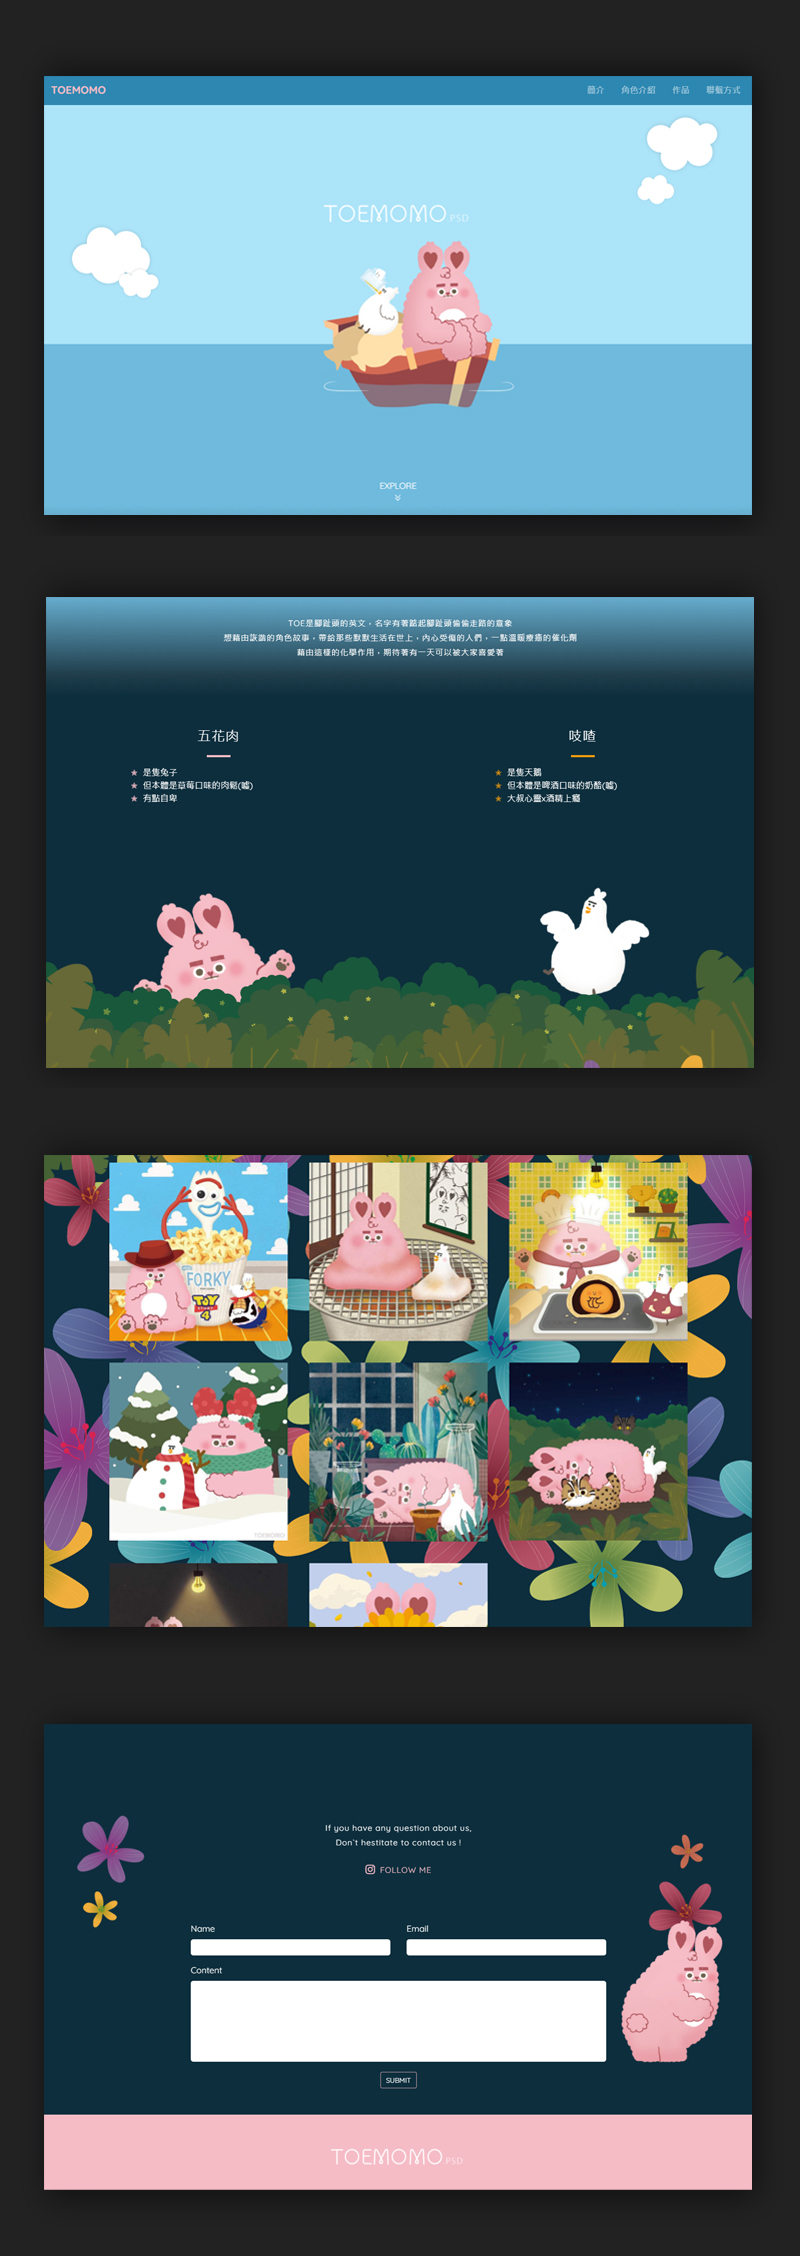 TOEMOMO
簡介 角色介紹 作品 聯繫方式
TOEMOMO.PSD
EXPLORE
TOE是腳趾頭的英文，名字有著踮起腳趾頭偷偷走路的意象
想藉由詼諧的角色故事，帶給那些默默生活在世上，內心受傷的人們，一點溫暖療癒的催化劑
藉由這樣的化學作用，期待著有一天可以被大家喜愛著
五花肉
是隻兔子
但本體是草莓口味的肉鬆(噓)
有點自卑
吱喳
是隻天鵝
但本體是啤酒口味的奶酪(噓)
大叔心靈x酒精上癮
FORKY
TOY
STORY
4
TOEMOMO
If you have any question about us,
Don't hestitate to contact us !
FOLLOW ME
Name
Email
Content
SUBMIT
TOEMOMO.PSD